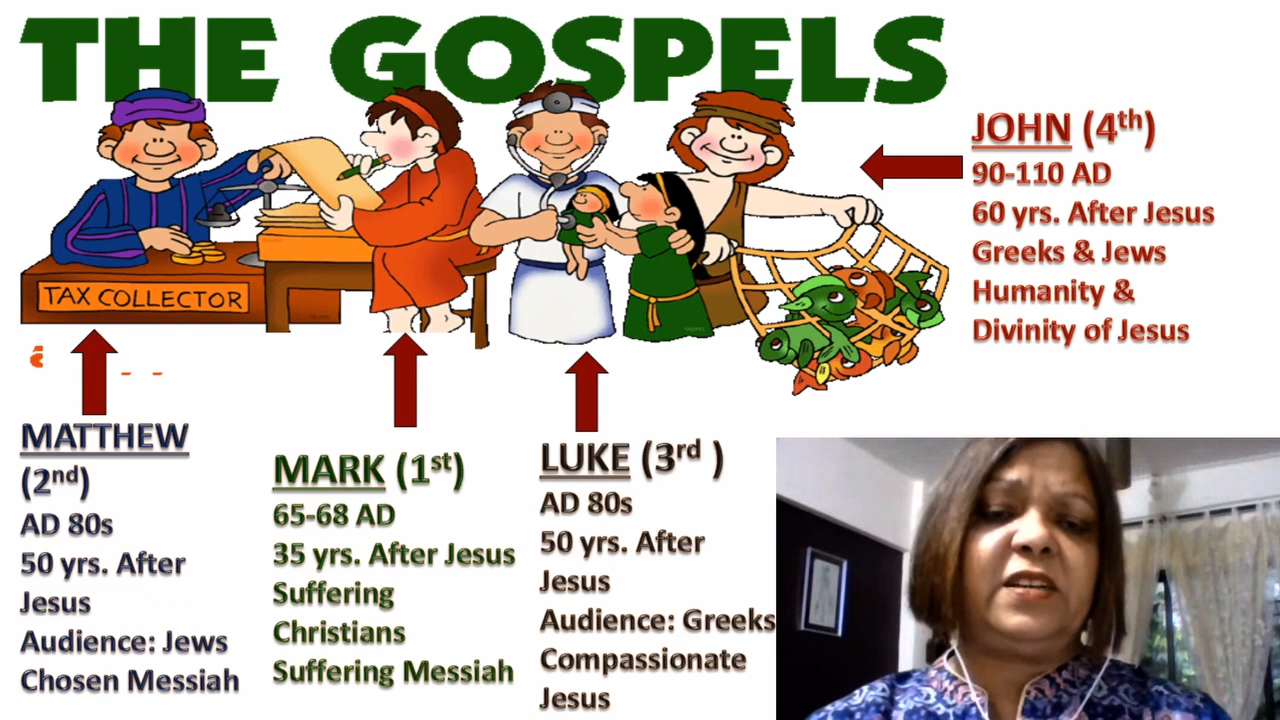 THE GOSPELS
TAX COLLECTOR
JOHN (4th)
90-110 AD
60 yrs. After Jesus
Greeks & Jews
Humanity &
Divinity of Jesus
MATTHEW
(2nd)
AD 80s
50 yrs. After
Jesus
Audience: Jews
Chosen Messiah
MARK (1st)
65-68 AD
35 yrs. After Jesus
Suffering
Christians
Suffering Messiah
LUKE (3rd )
AD 80s
50 yrs. After
Jesus
Audience: Greeks
Compassionate
Jesus